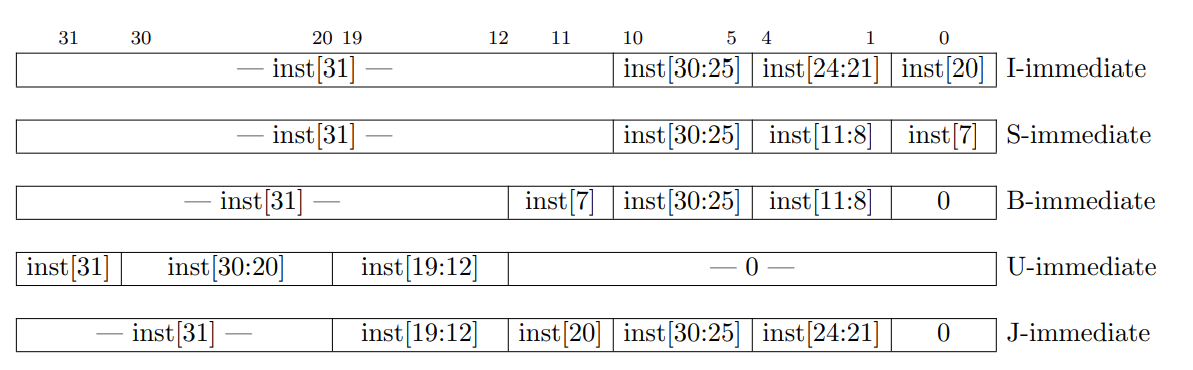 31 30 20 19 12 11 10 5 4 1 0
— inst[31] — inst[30:25] inst[24:21] inst[20] I-immediate
— inst[31] — inst[30:25] inst[11:8] inst[7] S-immediate
— inst[31] — inst[7] inst[30:25] inst[11:8] 0 B-immediate
inst[31] inst[30:20] inst[19:12] — 0 — U-immediate
— inst[31] — inst[19:12] inst[20] inst[30:25] inst[24:21] 0 J-immediate